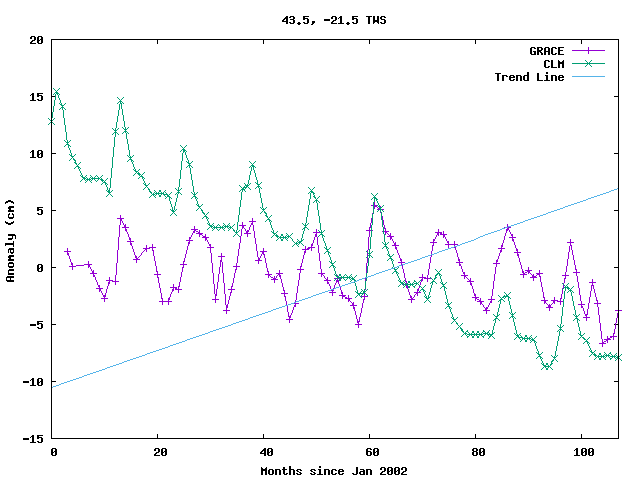 43.5, -21.5 TWS
GRACE
CLM
Trend Line
20
15
10
5
0
-5
-10
-15
Anomaly (cm)
0 20 40 60 80 100
Months since Jan 2002